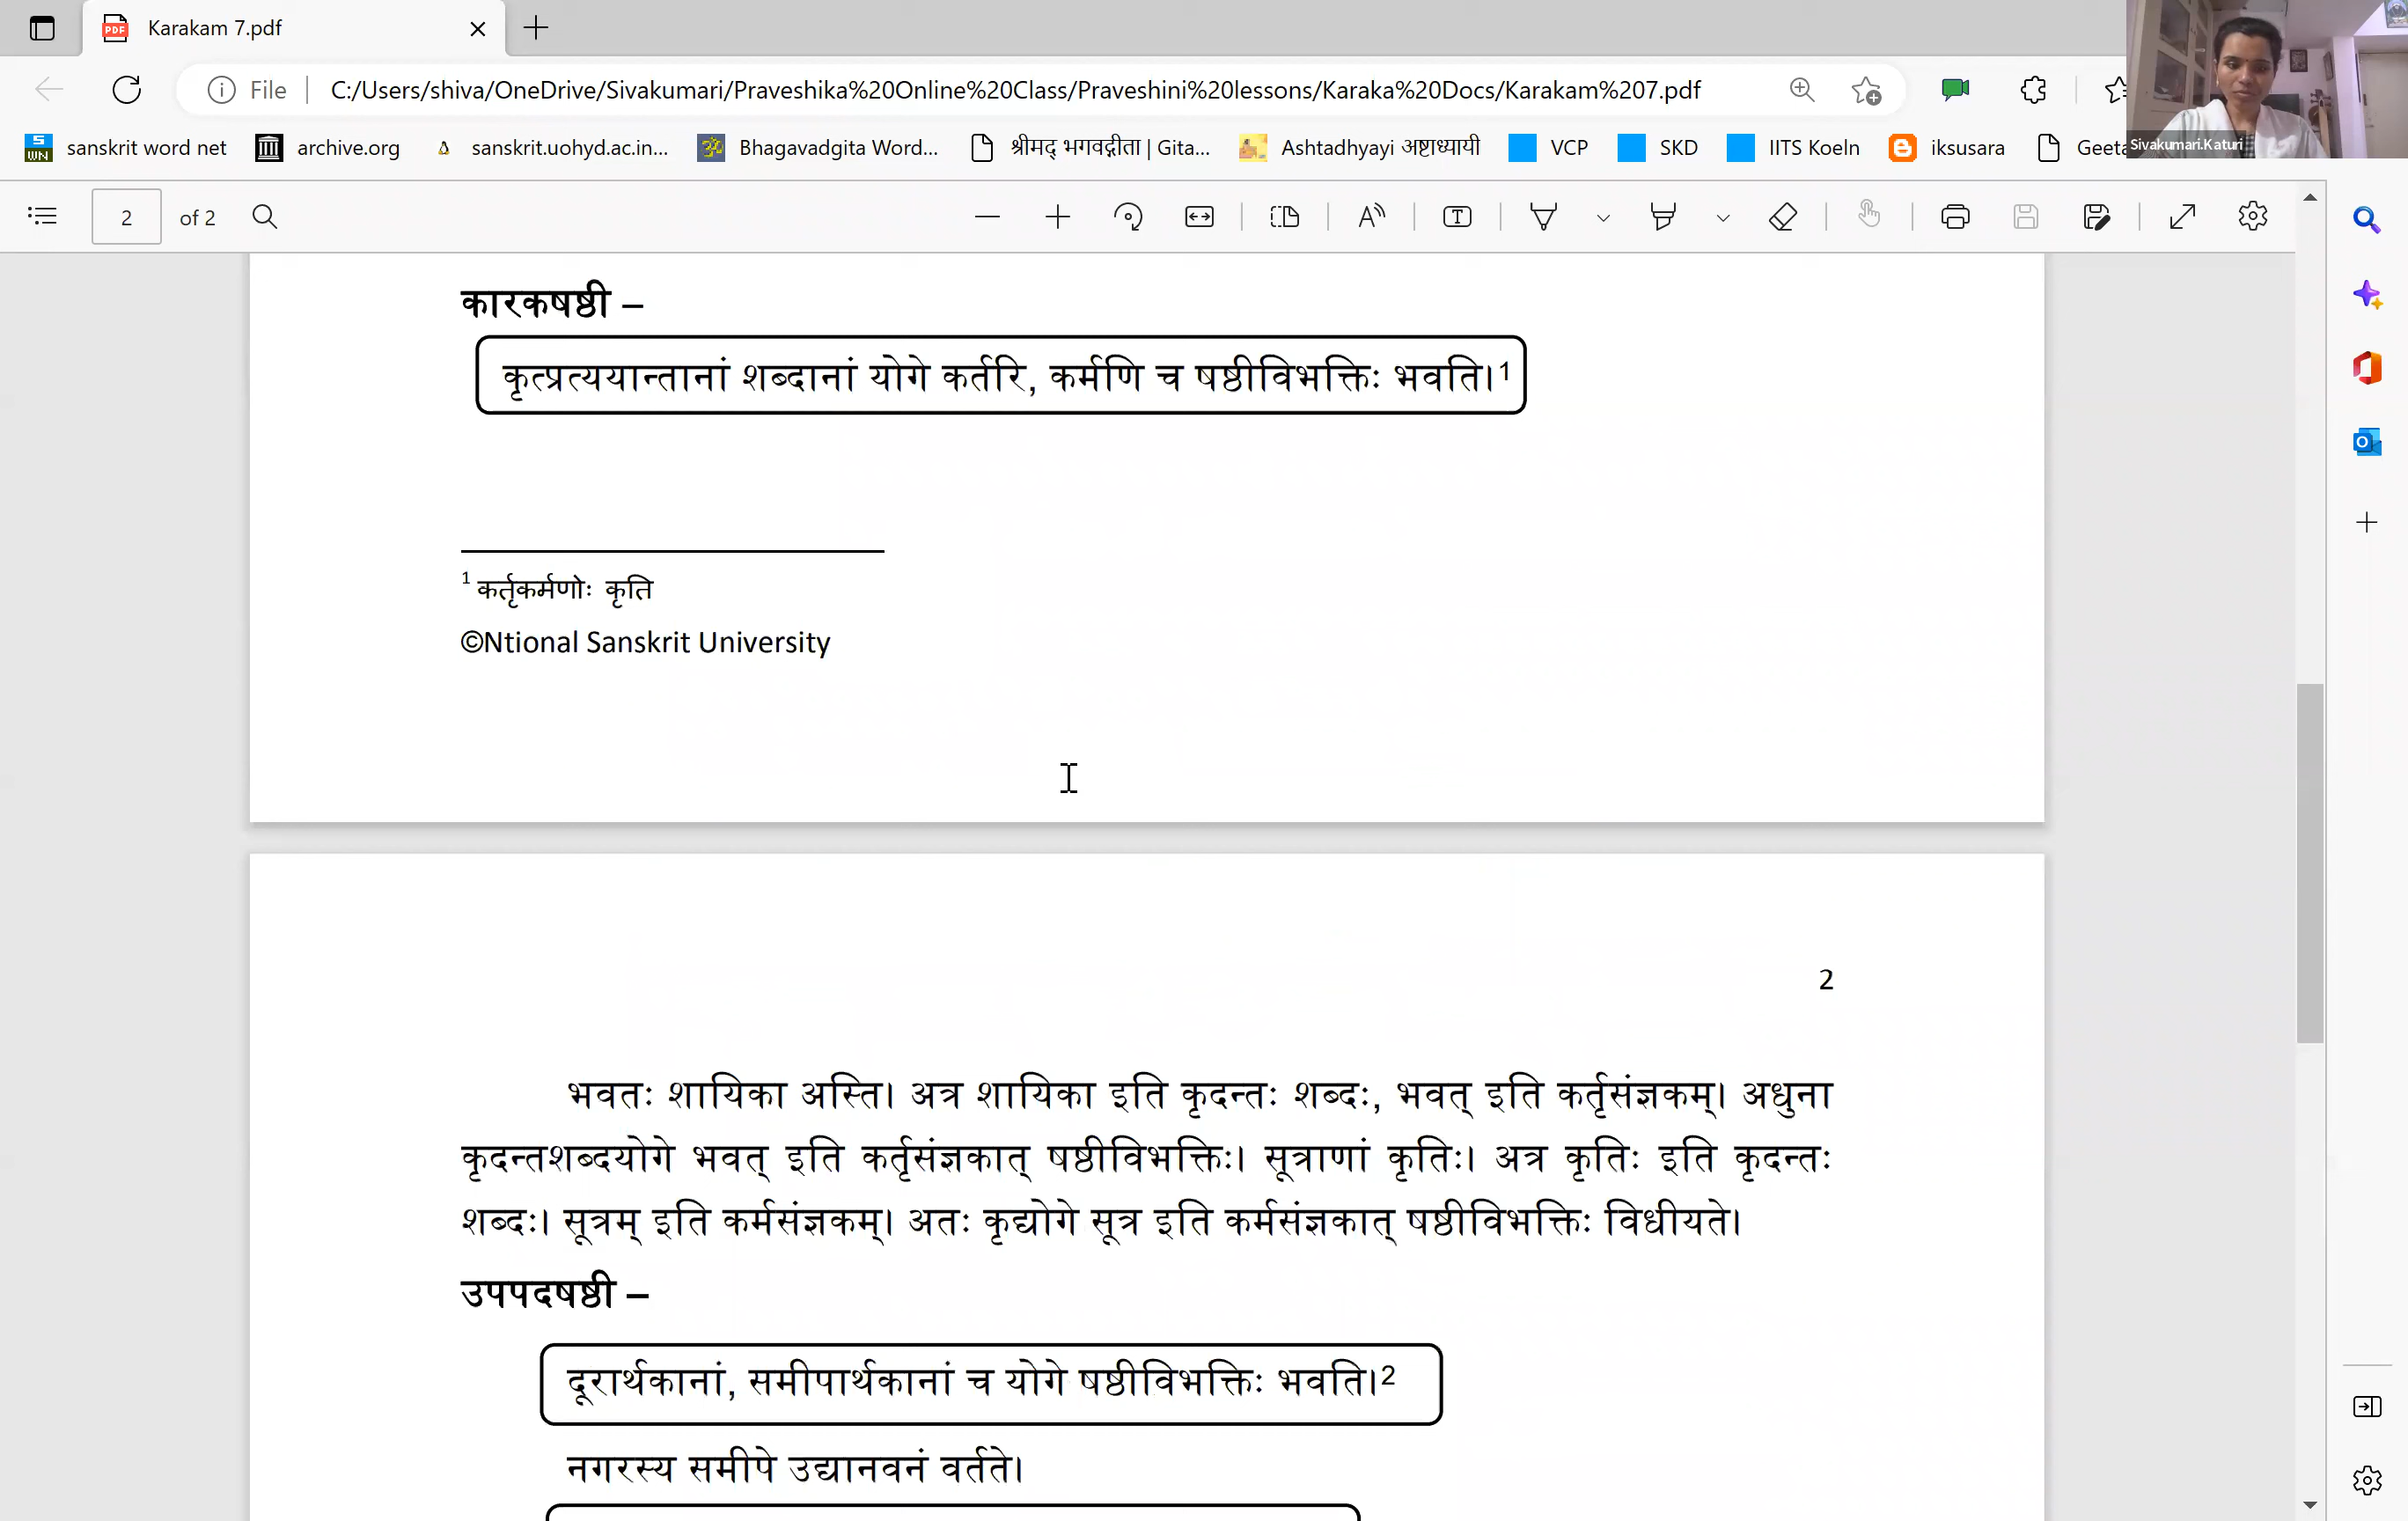 Karakam 7.pdf
File
C:/Users/shiva/OneDrive/Sivakumari/Praveshika%20Online%20Class/Praveshini%20lessons/Karaka%20Docs/Karakam%207.pdf
sanskrit word net archive.org sanskrit.uohyd.ac.in... Bhagavadgita Word... श्रीमद् भगवद्गीता | Gita... Ashtadhyayi अष्टाध्यायी VCP SKD IITS Koeln iksusara Geeta
Sivakumari.Katuri
2 of 2
कारकषष्ठी –
कृत्प्रत्ययान्तानां शब्दानां योगे कर्तरि, कर्मणि च षष्ठीविभक्तिः भवति।1
1 कर्तृकर्मणोः कृति
©Ntional Sanskrit University
2
भवतः शायिका अस्ति। अत्र शायिका इति कृदन्तः शब्दः, भवत् इति कर्तृसंज्ञकम्। अधुना
कृदन्तशब्दयोगे भवत् इति कर्तृसंज्ञकात् षष्ठीविभक्तिः। सूत्राणां कृतिः। अत्र कृतिः इति कृदन्तः
शब्दः। सूत्रम् इति कर्मसंज्ञकम्। अतः कृद्योगे सूत्र इति कर्मसंज्ञकात् षष्ठीविभक्तिः विधीयते।
उपपदषष्ठी –
दूरार्थकानां, समीपार्थकानां च योगे षष्ठीविभक्तिः भवति।2
नगरस्य समीपे उद्यानवनं वर्तते।